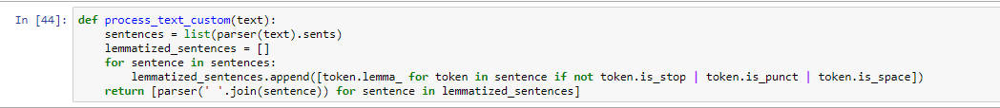 In [44]: def process_text_custom(text):
    sentences = list(parser(text).sents)
    lemmatized_sentences = []
    for sentence in sentences:
        lemmatized_sentences.append([token.lemma_ for token in sentence if not token.is_stop | token.is_punct | token.is_space])
    return [parser(' '.join(sentence)) for sentence in lemmatized_sentences]